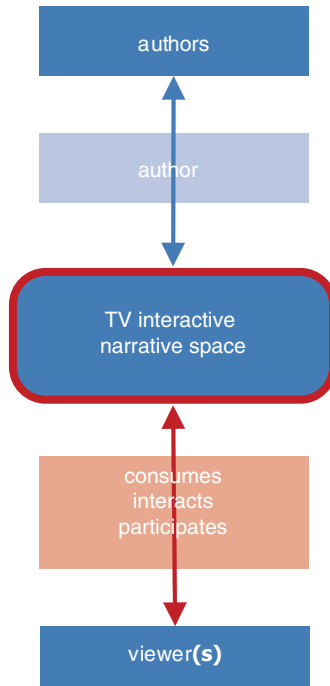 authors
author
TV interactive
narrative space
consumes
interacts
participates
viewer(s)